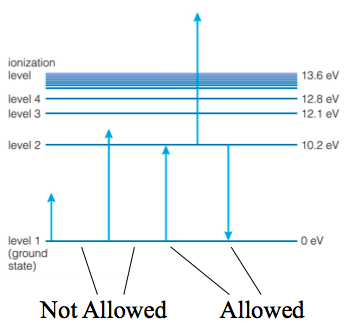 ionization
level
13.6 eV
level 4
12.8 eV
level 3
12.1 eV
level 2
10.2 eV
level 1
(ground
state)
0 eV
Not Allowed
Allowed